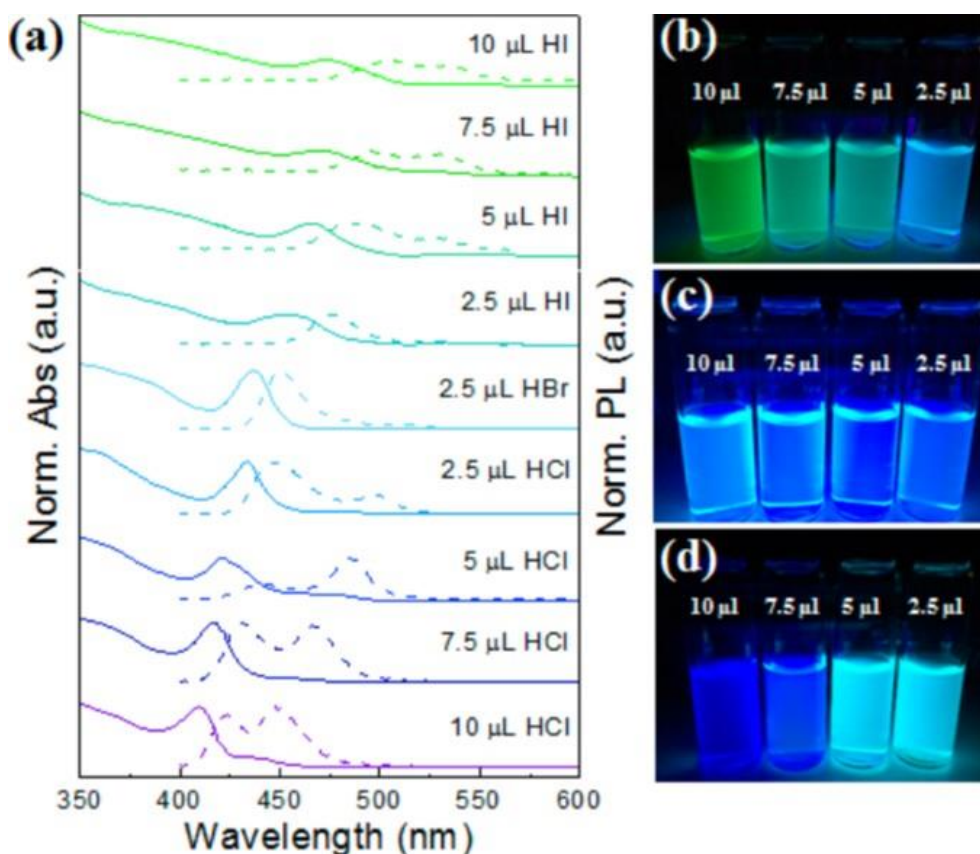 (a)
10 μL HI
7.5 μL HI
5 μL HI
2.5 μL HI
2.5 μL HBr
2.5 μL HCl
5 μL HCl
7.5 μL HCl
10 μL HCl
Norm. Abs (a.u.)
Norm. PL (a.u.)
350 400 450 500 550 600
Wavelength (nm)
(b)
10 μl 7.5 μl 5 μl 2.5 μl
(c)
10 μl 7.5 μl 5 μl 2.5 μl
(d)
10 μl 7.5 μl 5 μl 2.5 μl